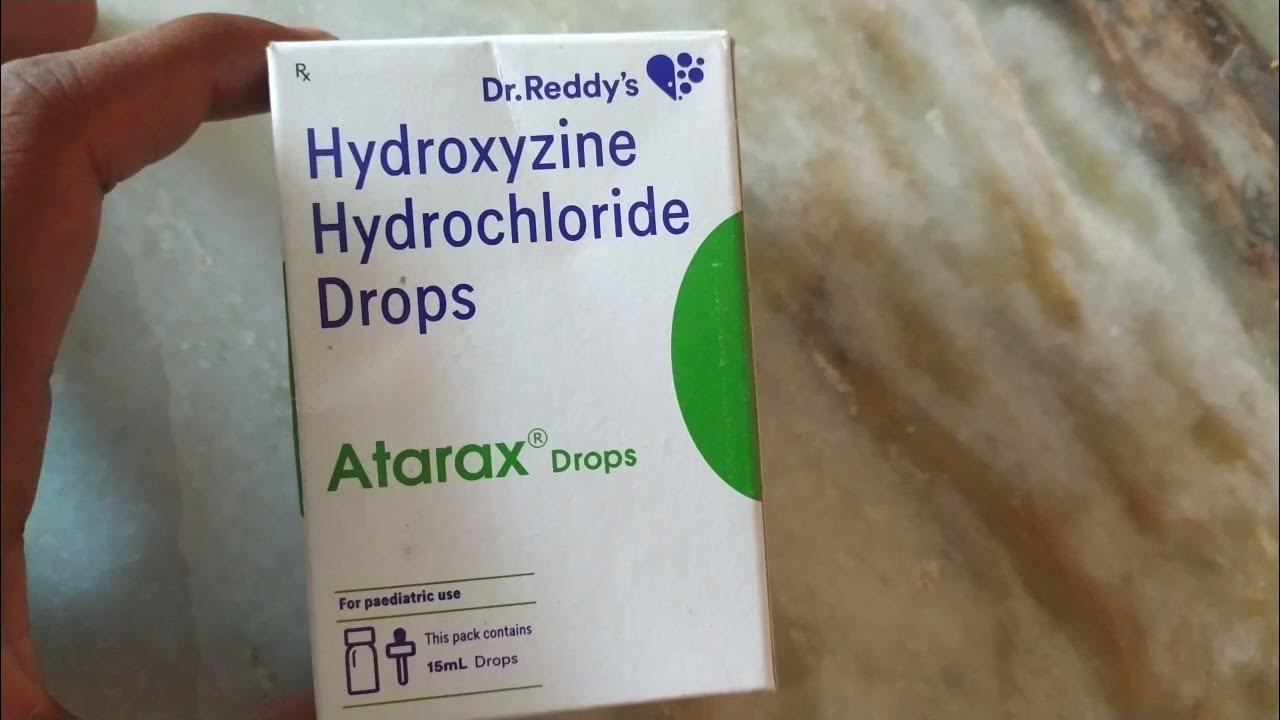 Rx
Dr.Reddy's
Hydroxyzine
Hydrochloride
Drops
Atarax® Drops
For paediatric use
This pack contains
15mL Drops